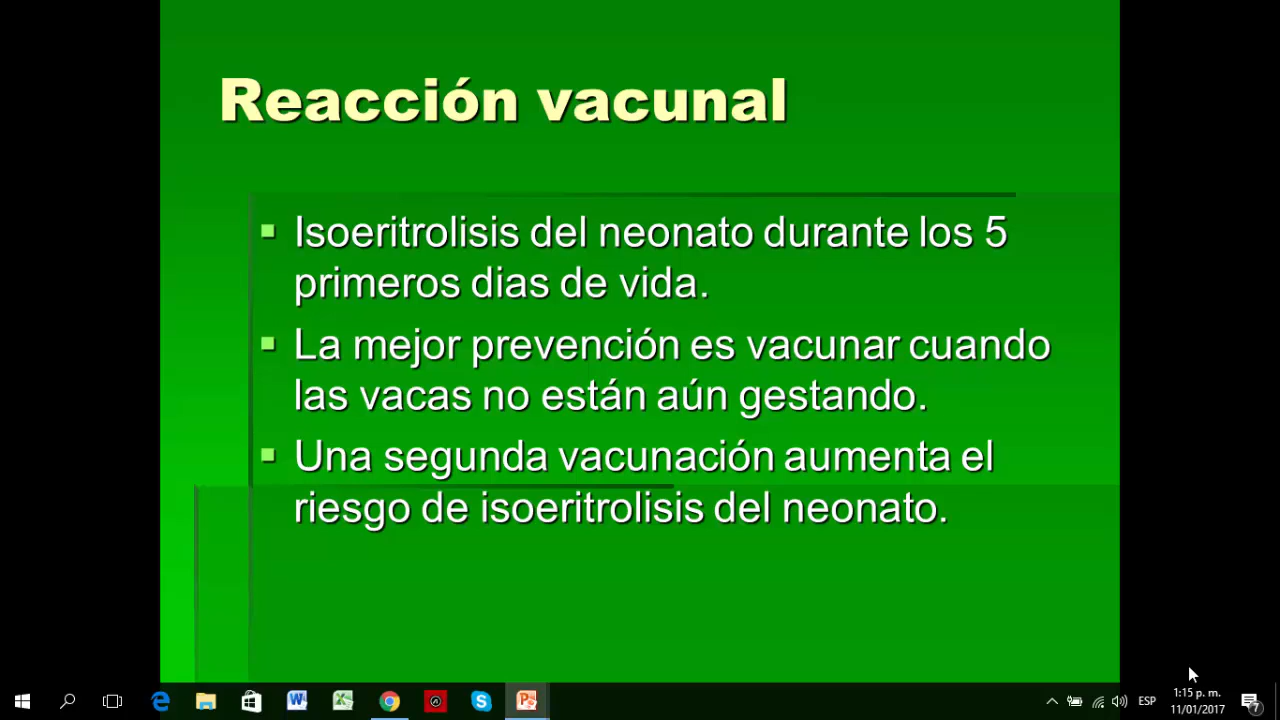 Reacción vacunal
Isoeritrolisis del neonato durante los 5
primeros dias de vida.
La mejor prevención es vacunar cuando
las vacas no están aún gestando.
Una segunda vacunación aumenta el
riesgo de isoeritrolisis del neonato.
ESP
1:15 p. m.
11/01/2017
7